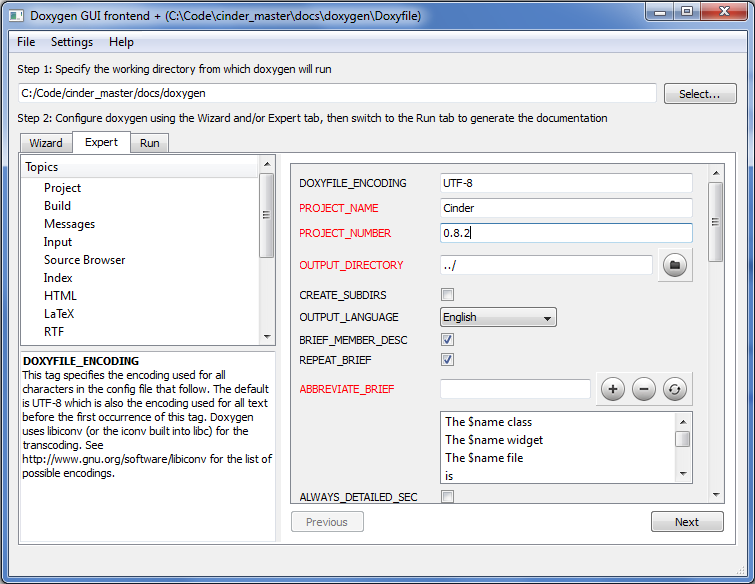 Doxygen GUI frontend + (C:\Code\cinder_master\docs\doxygen\Doxyfile)
File Settings Help
Step 1: Specify the working directory from which doxygen will run
C:/Code/cinder_master/docs/doxygen
Select...
Step 2: Configure doxygen using the Wizard and/or Expert tab, then switch to the Run tab to generate the documentation
Wizard Expert Run
Topics
Project
Build
Messages
Input
Source Browser
Index
HTML
LaTeX
RTF
DOXYFILE_ENCODING
This tag specifies the encoding used for all
characters in the config file that follow. The default
is UTF-8 which is also the encoding used for all text
before the first occurrence of this tag. Doxygen
uses libiconv (or the iconv built into libc) for the
transcoding. See
http://www.gnu.org/software/libiconv for the list of
possible encodings.
DOXYFILE_ENCODING UTF-8
PROJECT_NAME Cinder
PROJECT_NUMBER 0.8.2
OUTPUT_DIRECTORY ../
CREATE_SUBDIRS
OUTPUT_LANGUAGE English
BRIEF_MEMBER_DESC
REPEAT_BRIEF
ABBREVIATE_BRIEF
The $name class
The $name widget
The $name file
is
ALWAYS_DETAILED_SEC
Previous Next